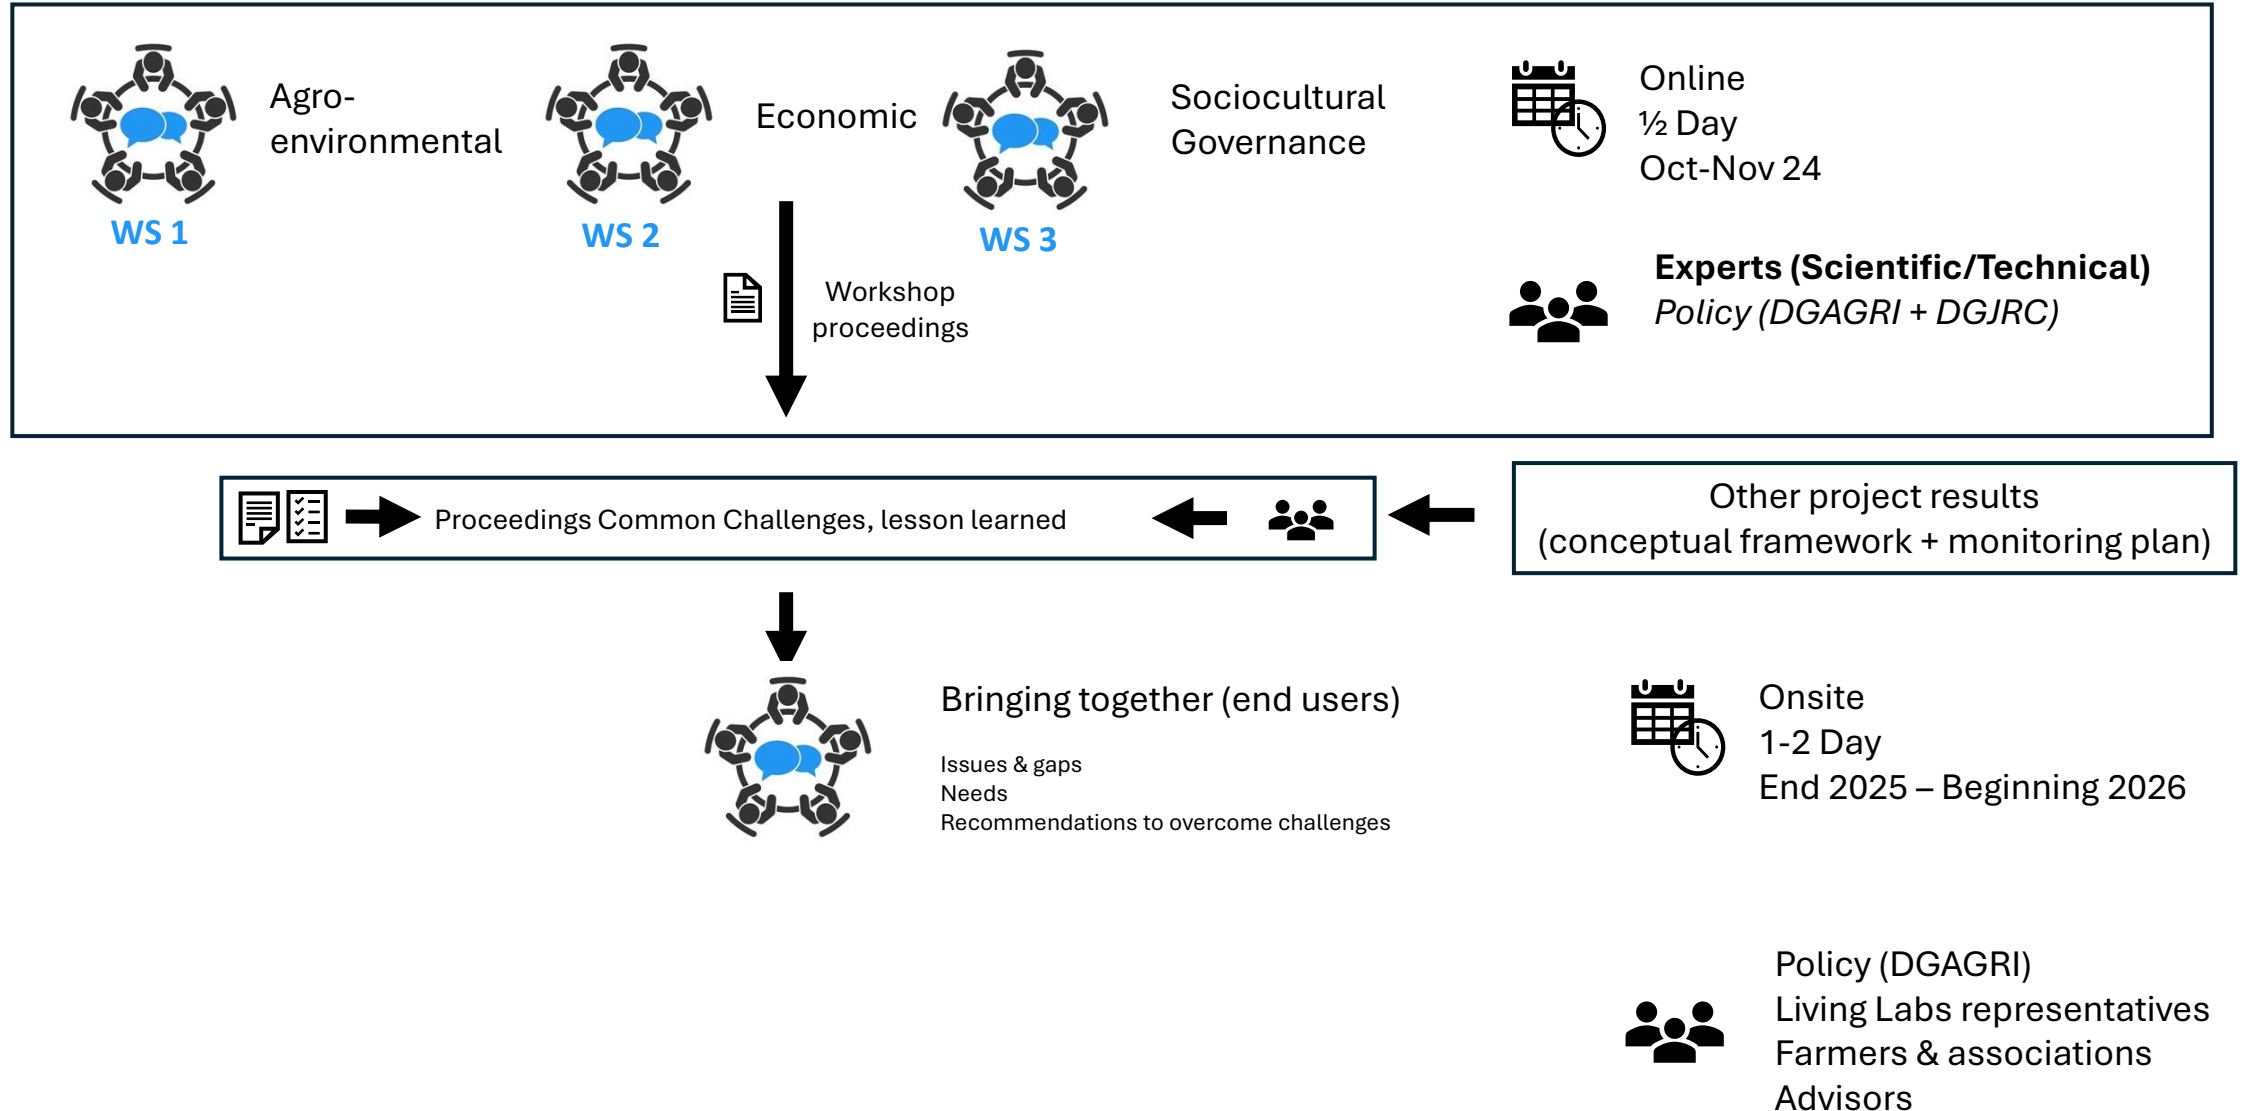 Agro-
environmental
WS 1
Economic
WS 2
Sociocultural
Governance
WS 3
Online
½ Day
Oct-Nov 24
Experts (Scientific/Technical)
Policy (DGAGRI + DGJRC)
Workshop
proceedings
Proceedings Common Challenges, lesson learned
Other project results
(conceptual framework + monitoring plan)
Bringing together (end users)
Issues & gaps
Needs
Recommendations to overcome challenges
Onsite
1-2 Day
End 2025 – Beginning 2026
Policy (DGAGRI)
Living Labs representatives
Farmers & associations
Advisors